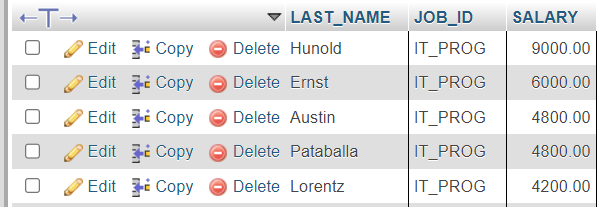 LAST_NAME JOB_ID SALARY
Edit Copy Delete Hunold IT_PROG 9000.00
Edit Copy Delete Ernst IT_PROG 6000.00
Edit Copy Delete Austin IT_PROG 4800.00
Edit Copy Delete Pataballa IT_PROG 4800.00
Edit Copy Delete Lorentz IT_PROG 4200.00